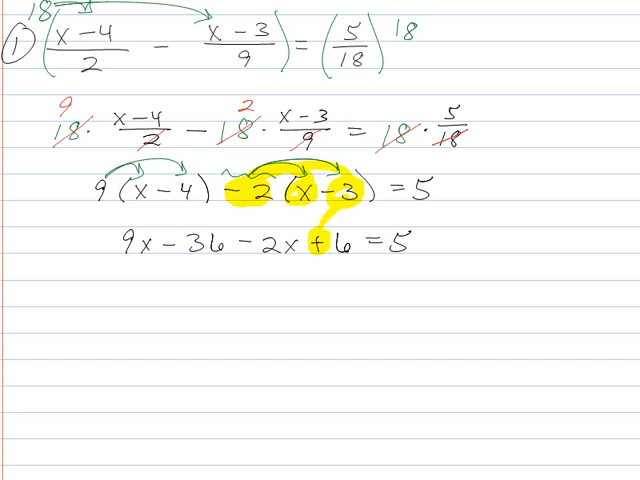 ① 18 ( (x-4)/2 - (x-3)/9 ) = ( 5/18 ) 18
9 18 · (x-4)/2 - 2 18 · (x-3)/9 = 18 · 5/18
9(x-4) - 2(x-3) = 5
9x - 36 - 2x + 6 = 5